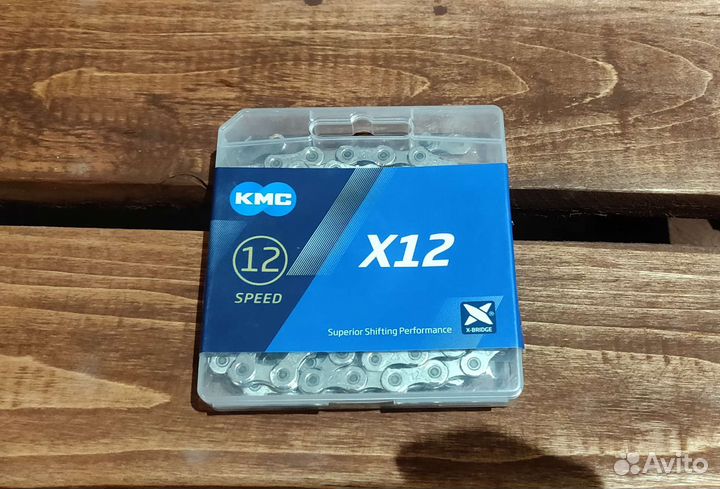 KMC
12
SPEED
X12
Superior Shifting Performance
X
X-BRIDGE
®
Avito